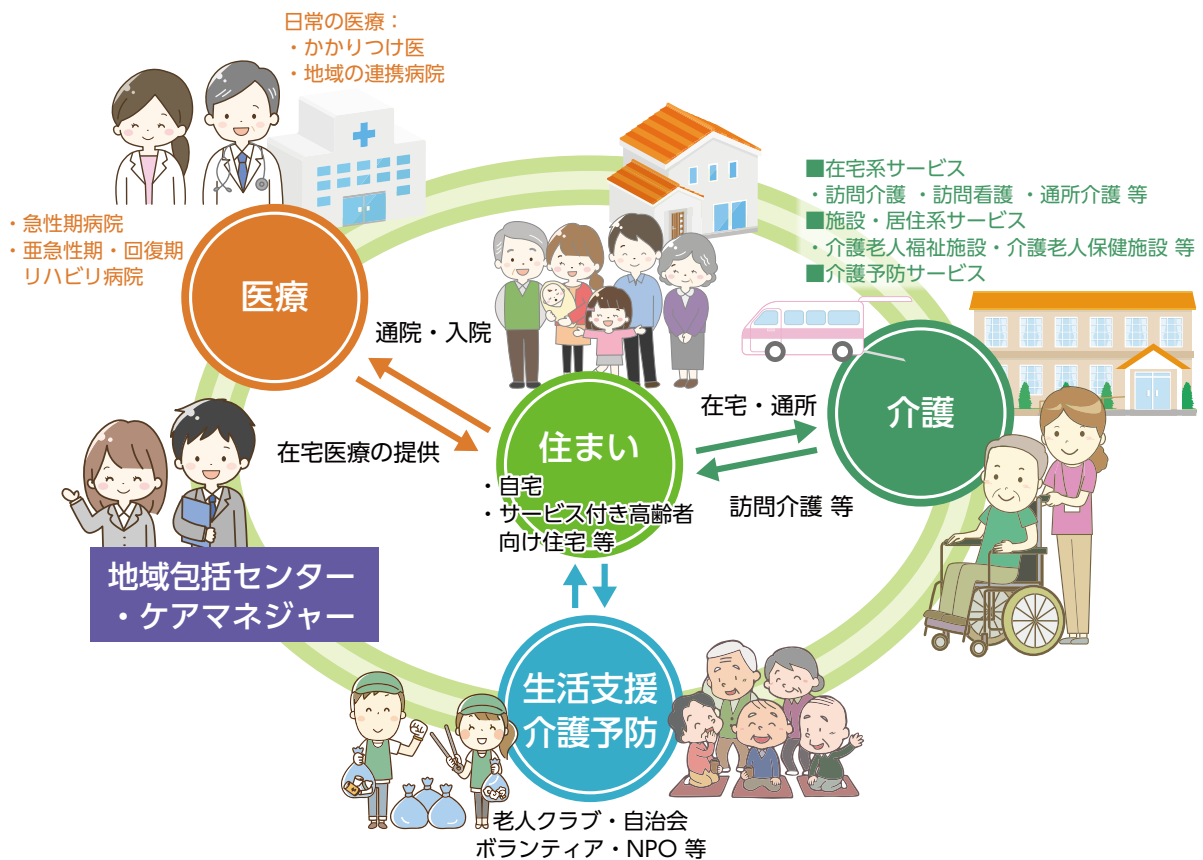 日常の医療：
・かかりつけ医
・地域の連携病院
・急性期病院
・亜急性期・回復期
リハビリ病院
医療
■在宅系サービス
・訪問介護 ・訪問看護 ・通所介護 等
■施設・居住系サービス
・介護老人福祉施設・介護老人保健施設 等
■介護予防サービス
通院・入院
在宅医療の提供
住まい
・自宅
・サービス付き高齢者
向け住宅 等
在宅・通所
訪問介護 等
介護
地域包括センター
・ケアマネジャー
生活支援
介護予防
老人クラブ・自治会
ボランティア・NPO 等